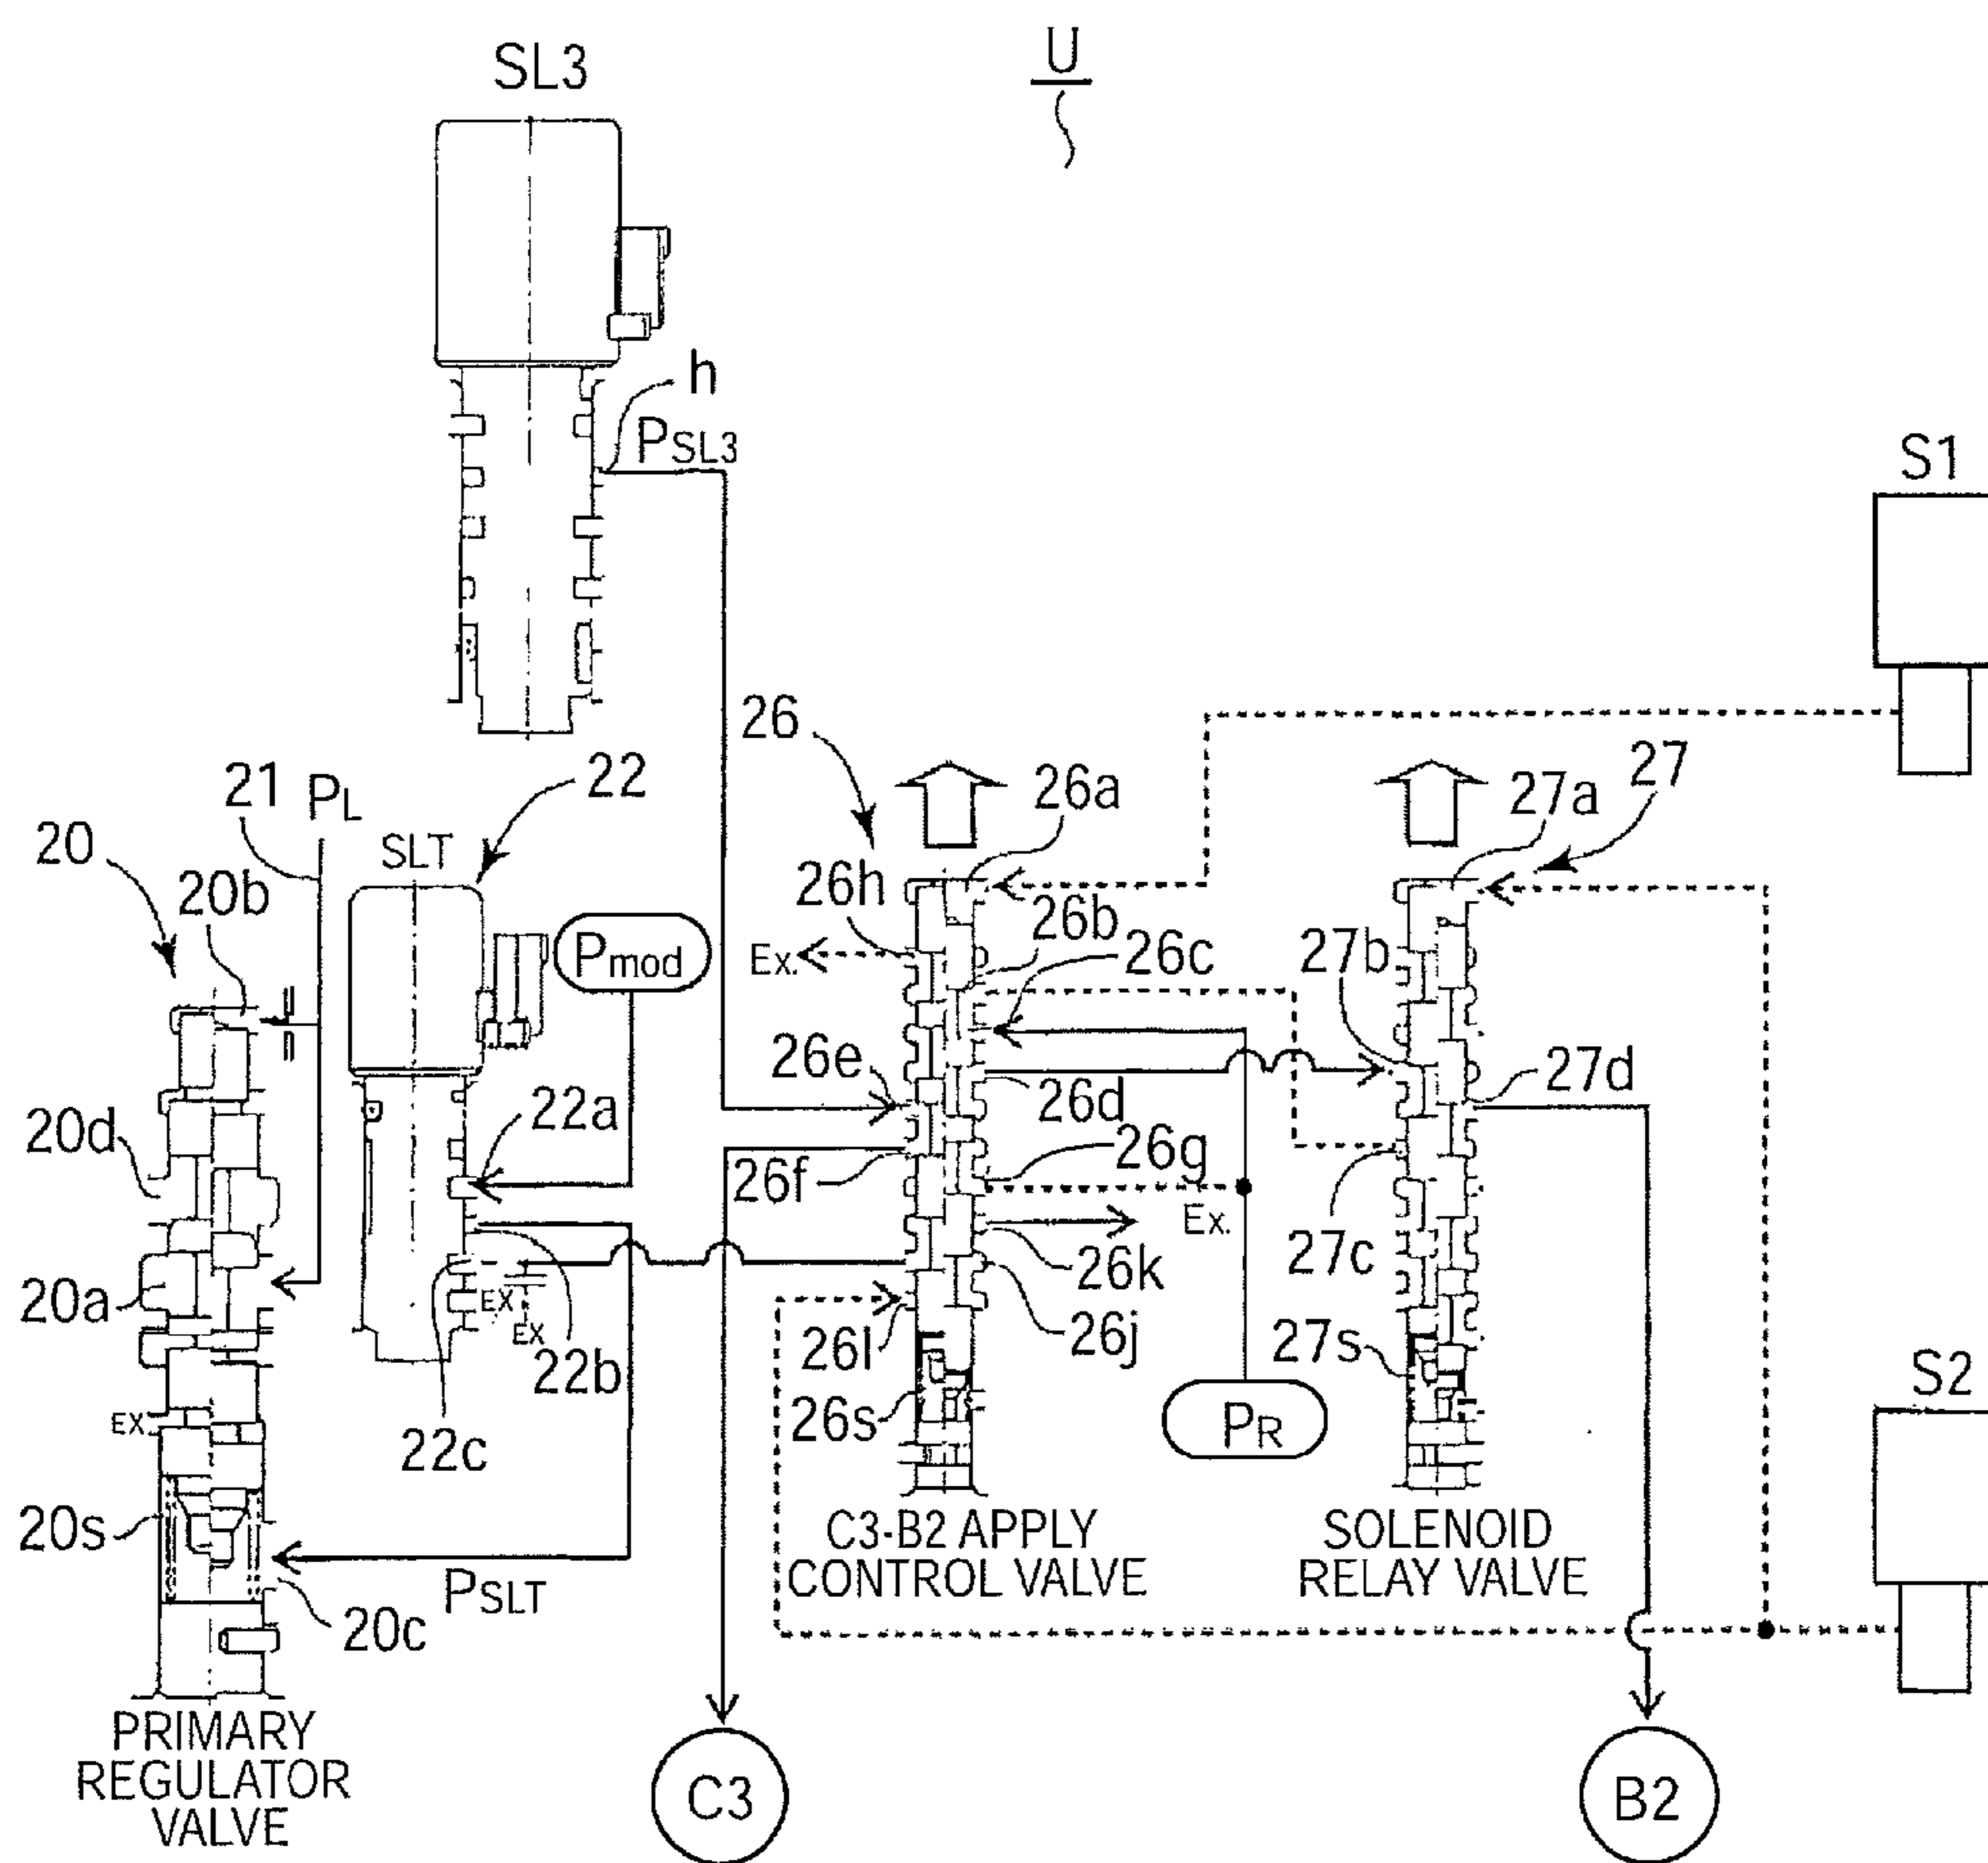 U
SL3
h
PSL3
S1
26
21
PL
22
26a
27a
27
20
SLT
20b
26h
26b
Pmod
Ex.
26c
27b
26e
26d
27d
20d
22a
26f
26g
Ex.
27c
20a
26k
EX
EX
26l
26j
27s
22b
S2
EX
22c
26s
PR
20s
C3-B2 APPLY
CONTROL VALVE
SOLENOID
RELAY VALVE
PSLT
20c
PRIMARY
REGULATOR
VALVE
C3
B2